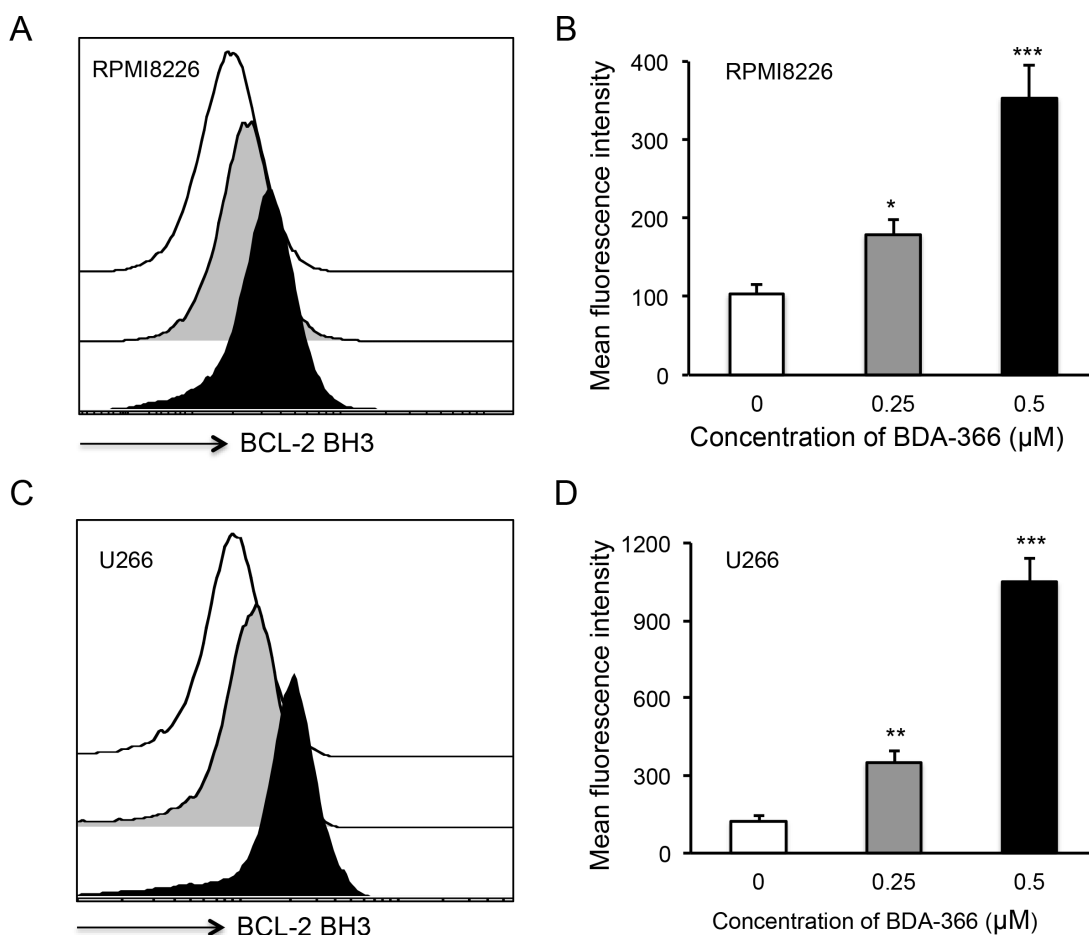 A
RPMI8226
BCL-2 BH3
B
Mean fluorescence intensity
RPMI8226
400
300
200
100
0
*
***
0 0.25 0.5
Concentration of BDA-366 (µM)
C
U266
BCL-2 BH3
D
Mean fluorescence intensity
U266
1200
900
600
300
0
**
***
0 0.25 0.5
Concentration of BDA-366 (µM)